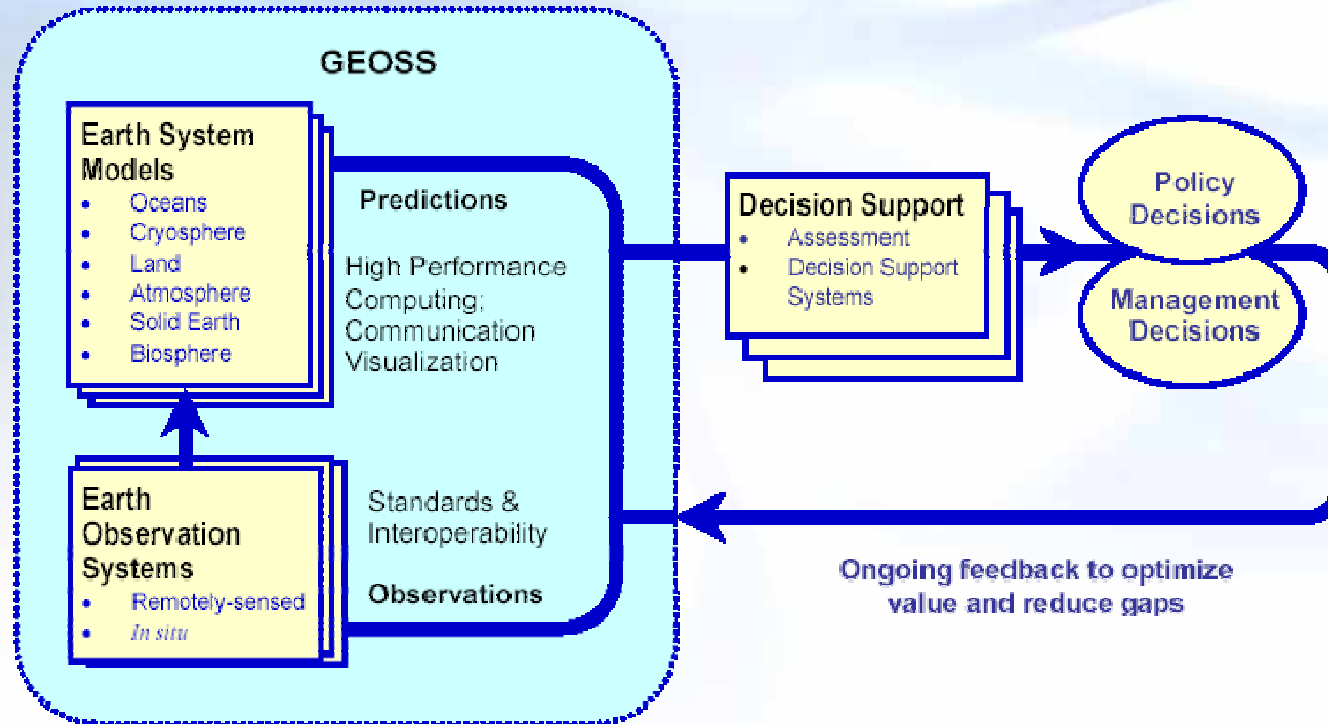 GEOSS
Earth System
Models
• Oceans
• Cryosphere
• Land
• Atmosphere
• Solid Earth
• Biosphere
Predictions
High Performance
Computing;
Communication
Visualization
Earth
Observation
Systems
• Remotely-sensed
• In situ
Standards &
Interoperability
Observations
Decision Support
• Assessment
• Decision Support
Systems
Policy
Decisions
Management
Decisions
Ongoing feedback to optimize
value and reduce gaps